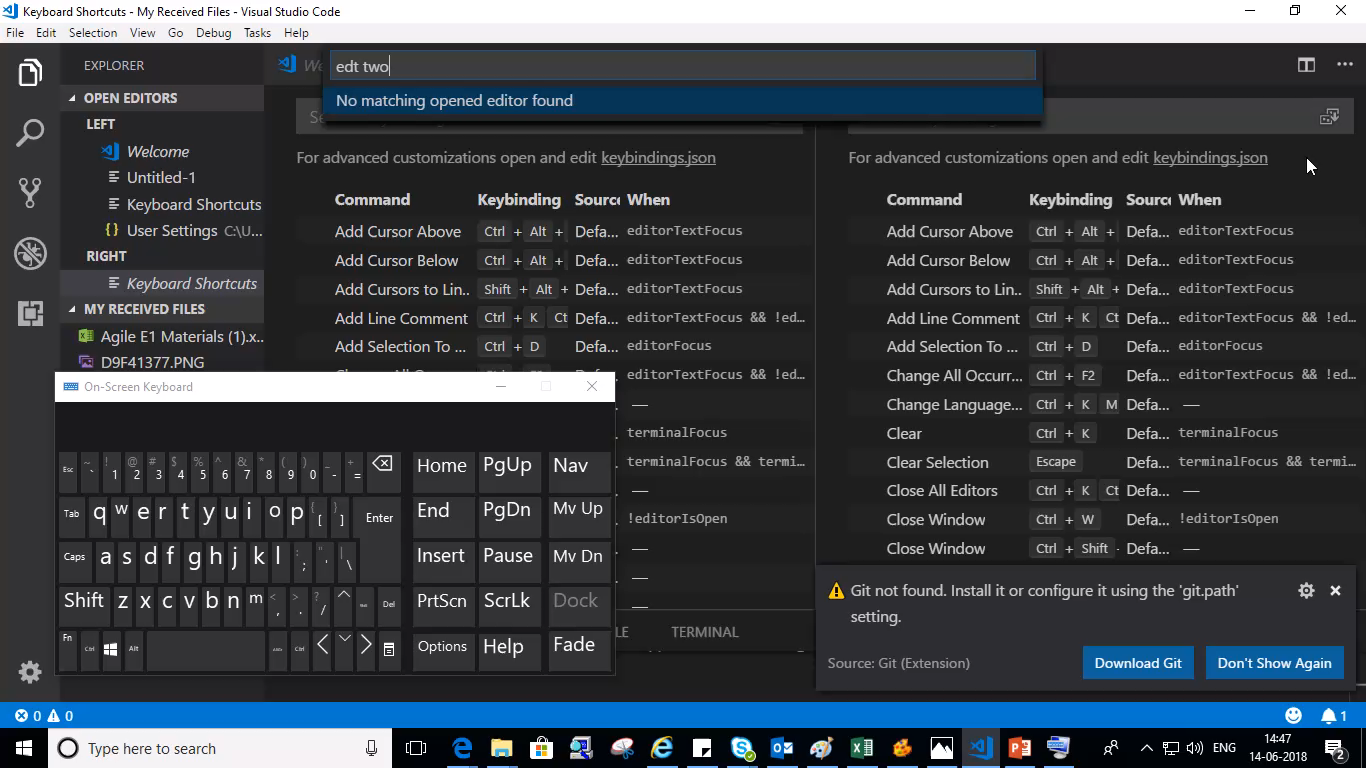 Keyboard Shortcuts - My Received Files - Visual Studio Code
File Edit Selection View Go Debug Tasks Help
EXPLORER
OPEN EDITORS
LEFT
Welcome
Untitled-1
Keyboard Shortcuts
User Settings C:\U...
RIGHT
Keyboard Shortcuts
MY RECEIVED FILES
Agile E1 Materials (1).x...
D9F41377.PNG
edt two
No matching opened editor found
For advanced customizations open and edit keybindings.json
Command Keybinding Source When
Add Cursor Above Ctrl + Alt + Defa... editorTextFocus
Add Cursor Below Ctrl + Alt + Defa... editorTextFocus
Add Cursors to Lin... Shift + Alt + Defa... editorTextFocus
Add Line Comment Ctrl + K Ct Defa... editorTextFocus && !ed...
Add Selection To ... Ctrl + D Defa... editorFocus
editorTextFocus && !ed...
—
terminalFocus
terminalFocus && termi...
—
!editorIsOpen
—
—
—
TERMINAL
For advanced customizations open and edit keybindings.json
Command Keybinding Source When
Add Cursor Above Ctrl + Alt + Defa... editorTextFocus
Add Cursor Below Ctrl + Alt + Defa... editorTextFocus
Add Cursors to Lin... Shift + Alt + Defa... editorTextFocus
Add Line Comment Ctrl + K Ct Defa... editorTextFocus && !ed...
Add Selection To ... Ctrl + D Defa... editorFocus
Change All Occurr... Ctrl + F2 Defa... editorTextFocus && !ed...
Change Language... Ctrl + K M Defa... —
Clear Ctrl + K Defa... terminalFocus
Clear Selection Escape Defa... terminalFocus && termi...
Close All Editors Ctrl + K Ct Defa... —
Close Window Ctrl + W Defa... !editorIsOpen
Close Window Ctrl + Shift Defa... —
On-Screen Keyboard
Esc ~ ` ! 1 @ 2 # 3 $ 4 % 5 ^ 6 & 7 * 8 ( 9 ) 0 _ - + = Home PgUp Nav
Tab q w e r t y u i o p { [ } ] Enter End PgDn Mv Up
Caps a s d f g h j k l : ; " ' | \ Insert Pause Mv Dn
Shift z x c v b n m < , > . ? / Del PrtScn ScrLk Dock
Fn Ctrl Alt Ctrl Options Help Fade
Git not found. Install it or configure it using the 'git.path'
setting.
Source: Git (Extension) Download Git Don't Show Again
0 0 1
Type here to search
ENG
14:47
14-06-2018
2